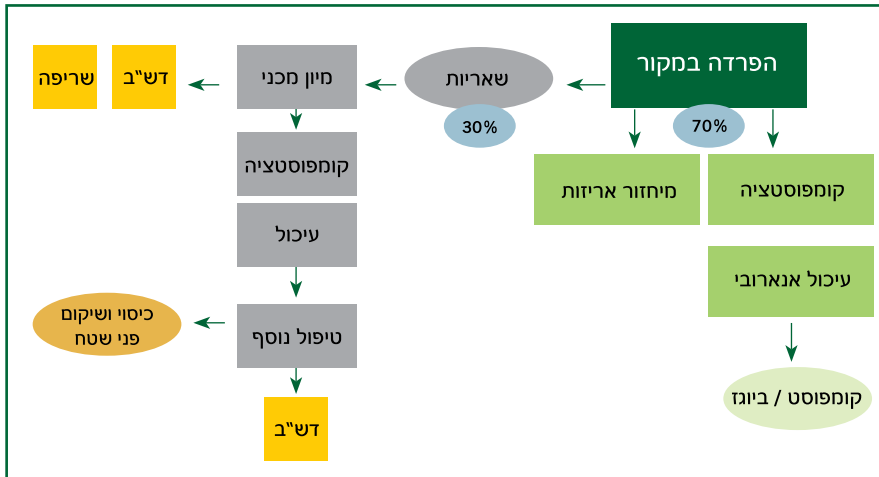 הפרדה במקור
שאריות
מיון מכני
דש"ב
שריפה
70%
30%
קומפוסטציה
מיחזור אריזות
קומפוסטציה
עיכול
עיכול אנארובי
טיפול נוסף
כיסוי ושיקום
פני שטח
קומפוסט / ביוגז
דש"ב